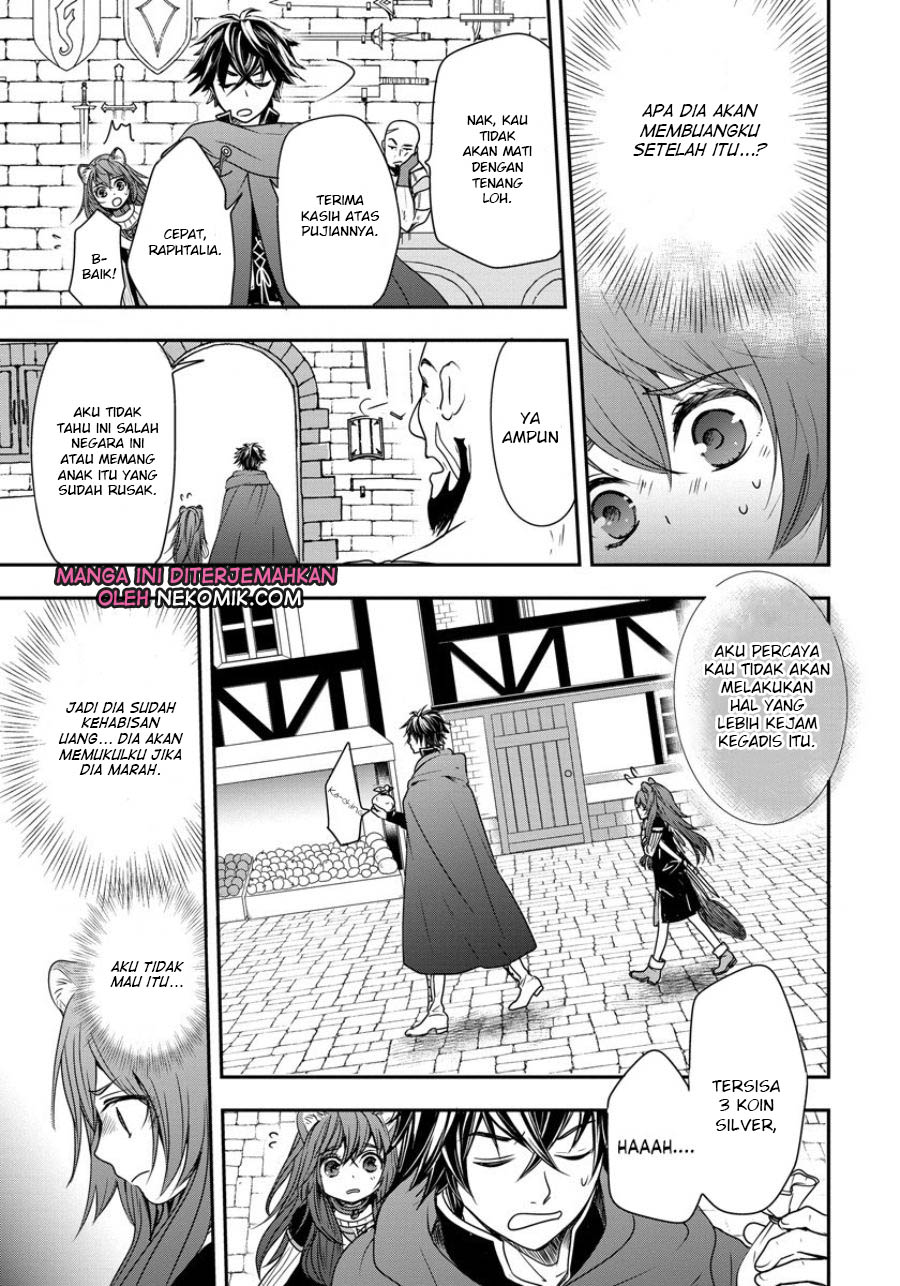 APA DIA AKAN
MEMBUANGKU
SETELAH ITU...?
NAK, KAU
TIDAK
AKAN MATI
DENGAN
TENANG
LOH.
TERIMA
KASIH ATAS
PUJIANNYA.
CEPAT,
RAPHTALIA.
B-
BAIK!
YA
AMPUN
AKU TIDAK
TAHU INI SALAH
NEGARA INI
ATAU MEMANG
ANAK ITU YANG
SUDAH RUSAK.
MANGA INI DITERJEMAHKAN
OLEH NEKOMIK.COM
AKU PERCAYA
KAU TIDAK AKAN
MELAKUKAN
HAL YANG
LEBIH KEJAM
KEGADIS ITU.
TERSISA
3 KOIN
SILVER,
HAAAH....
JADI DIA SUDAH
KEHABISAN
UANG... DIA AKAN
MEMUKULKU JIKA
DIA MARAH.
AKU TIDAK
MAU ITU...